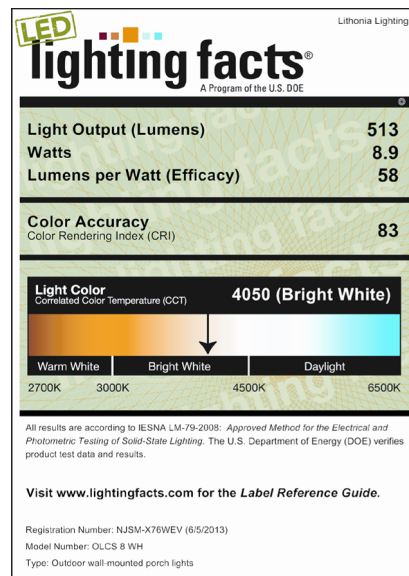 LED
Lithonia Lighting
lighting facts®
A Program of the U.S. DOE
Light Output (Lumens) 513
Watts 8.9
Lumens per Watt (Efficacy) 58
Color Accuracy
Color Rendering Index (CRI) 83
Light Color
Correlated Color Temperature (CCT) 4050 (Bright White)
Warm White Bright White Daylight
2700K 3000K 4500K 6500K
All results are according to IESNA LM-79-2008: Approved Method for the Electrical and
Photometric Testing of Solid-State Lighting. The U.S. Department of Energy (DOE) verifies
product test data and results.
Visit www.lightingfacts.com for the Label Reference Guide.
Registration Number: NJSM-X76WEV (6/5/2013)
Model Number: OLCS 8 WH
Type: Outdoor wall-mounted porch lights